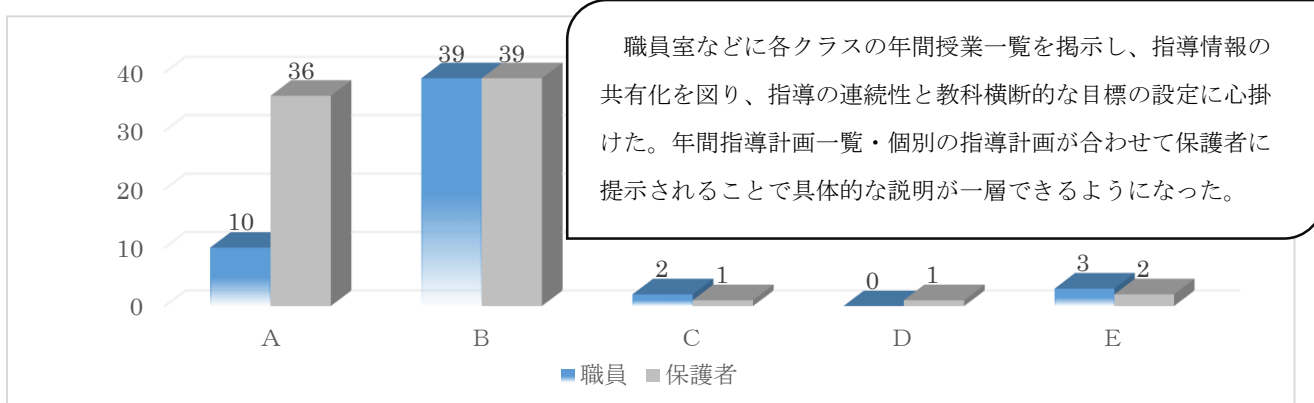 職員室などに各クラスの年間授業一覧を掲示し、指導情報の
共有化を図り、指導の連続性と教科横断的な目標の設定に心掛
けた。年間指導計画一覧・個別の指導計画が合わせて保護者に
提示されることで具体的な説明が一層できるようになった。
40
30
20
10
0
10
36
39
39
2
1
0
1
3
2
A
B
C
D
E
職員
保護者